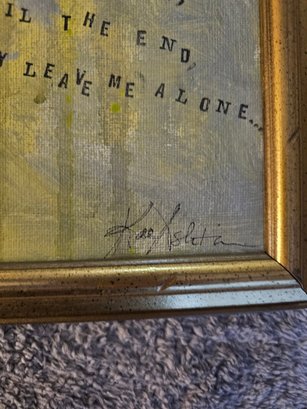 IL THE END,
Y LEAVE ME ALONE...